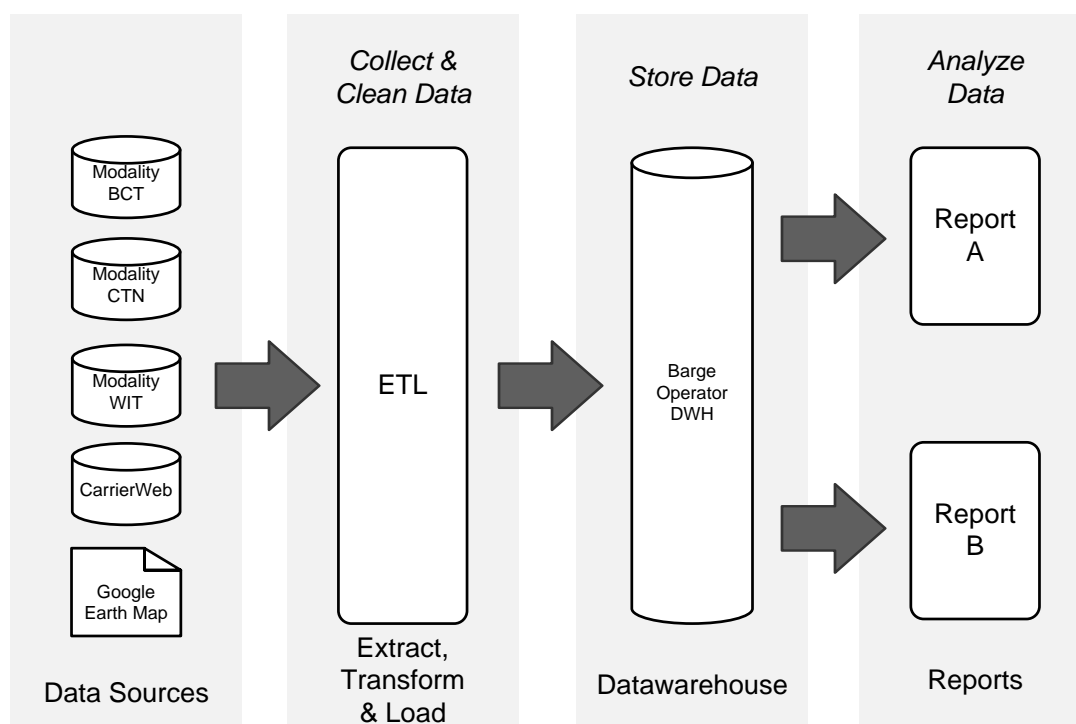 Modality
BCT
Modality
CTN
Modality
WIT
CarrierWeb
Google
Earth Map
Data Sources
Collect &
Clean Data
ETL
Extract,
Transform
& Load
Store Data
Barge
Operator
DWH
Datawarehouse
Analyze
Data
Report
A
Report
B
Reports